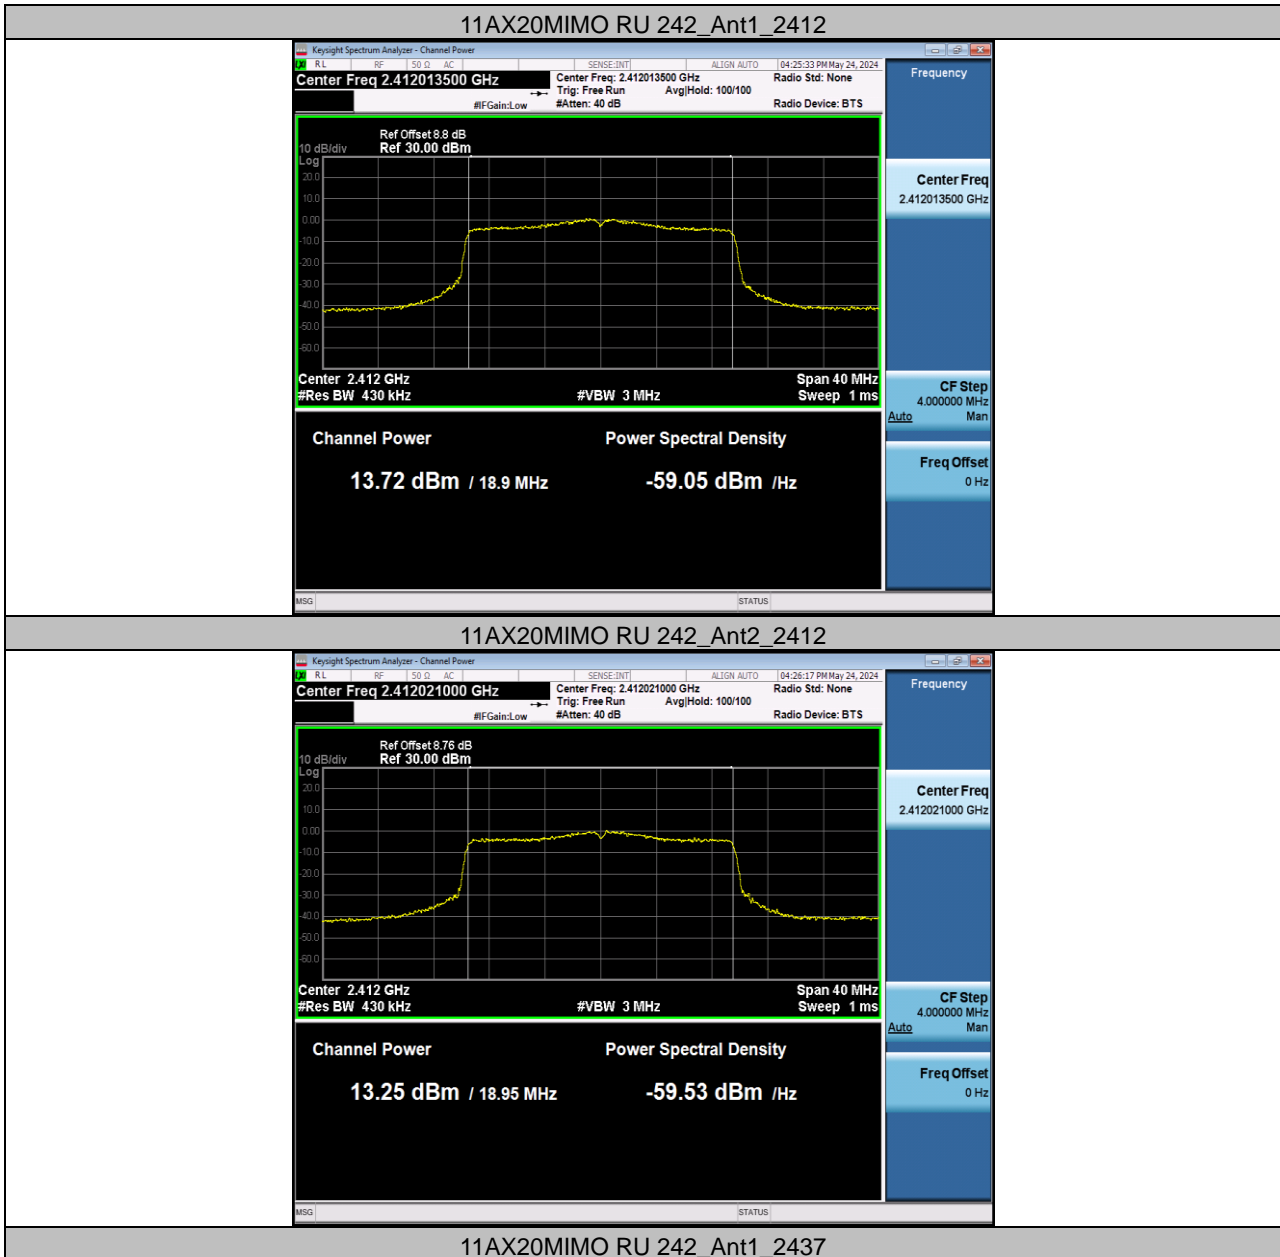 11AX20MIMO RU 242_Ant1_2412
Keysight Spectrum Analyzer - Channel Power
LXI RL RF 50 Ω AC SENSE:INT ALIGN AUTO 04:25:33 PM May 24, 2024
Center Freq 2.412013500 GHz
Center Freq: 2.412013500 GHz
Radio Std: None
Trig: Free Run Avg|Hold: 100/100
#IFGain:Low #Atten: 40 dB Radio Device: BTS
Frequency
Ref Offset 8.8 dB
10 dB/div Ref 30.00 dBm
Log
20.0
10.0
0.00
-10.0
-20.0
-30.0
-40.0
-50.0
-60.0
Center Freq
2.412013500 GHz
Center 2.412 GHz Span 40 MHz
#Res BW 430 kHz #VBW 3 MHz Sweep 1 ms
CF Step
4.000000 MHz
Auto Man
Channel Power Power Spectral Density
13.72 dBm / 18.9 MHz -59.05 dBm /Hz
Freq Offset
0 Hz
MSG STATUS
11AX20MIMO RU 242_Ant2_2412
Keysight Spectrum Analyzer - Channel Power
LXI RL RF 50 Ω AC SENSE:INT ALIGN AUTO 04:26:17 PM May 24, 2024
Center Freq 2.412021000 GHz
Center Freq: 2.412021000 GHz
Radio Std: None
Trig: Free Run Avg|Hold: 100/100
#IFGain:Low #Atten: 40 dB Radio Device: BTS
Frequency
Ref Offset 8.76 dB
10 dB/div Ref 30.00 dBm
Log
20.0
10.0
0.00
-10.0
-20.0
-30.0
-40.0
-50.0
-60.0
Center Freq
2.412021000 GHz
Center 2.412 GHz Span 40 MHz
#Res BW 430 kHz #VBW 3 MHz Sweep 1 ms
CF Step
4.000000 MHz
Auto Man
Channel Power Power Spectral Density
13.25 dBm / 18.95 MHz -59.53 dBm /Hz
Freq Offset
0 Hz
MSG STATUS
11AX20MIMO RU 242_Ant1_2437